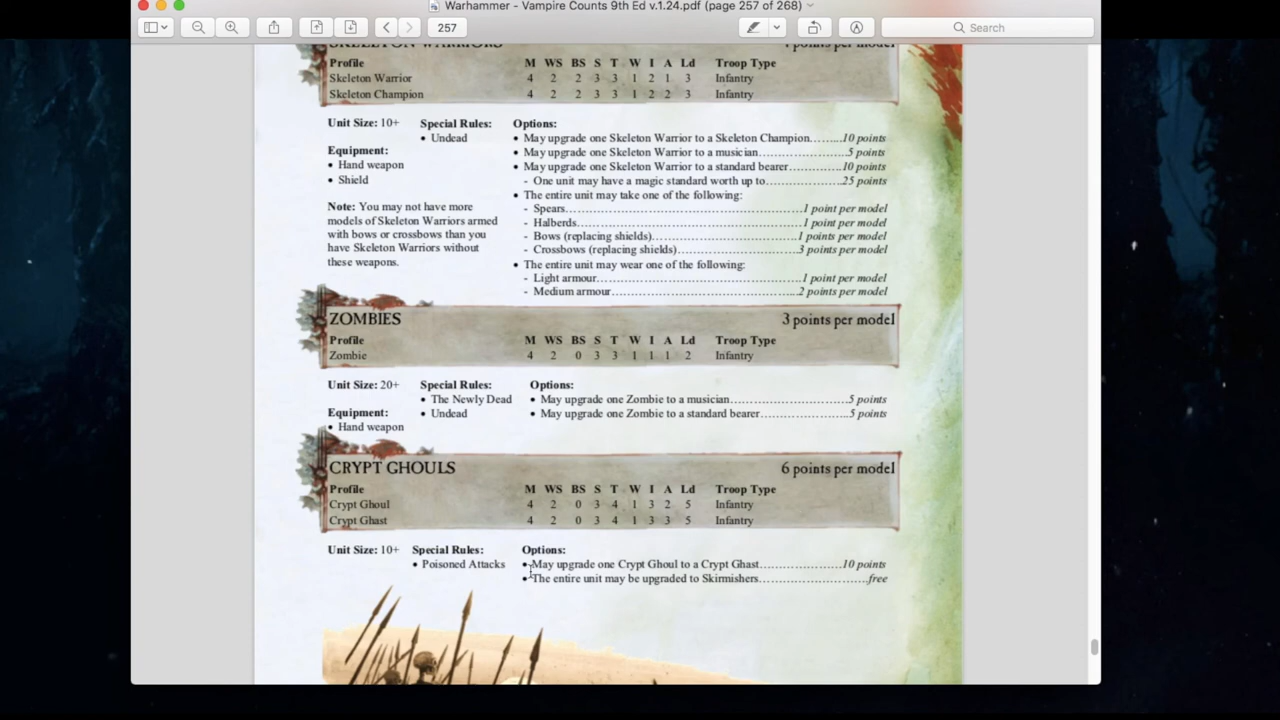 Warhammer - Vampire Counts 9th Ed v.1.24.pdf (page 257 of 268)
257
Search
SKELETON WARRIORS 4 points per model
Profile M WS BS S T W I A Ld Troop Type
Skeleton Warrior 4 2 2 3 3 1 2 1 3 Infantry
Skeleton Champion 4 2 2 3 3 1 2 2 3 Infantry
Unit Size: 10+
Equipment:
• Hand weapon
• Shield
Note: You may not have more
models of Skeleton Warriors armed
with bows or crossbows than you
have Skeleton Warriors without
these weapons.
Special Rules:
• Undead
Options:
• May upgrade one Skeleton Warrior to a Skeleton Champion........10 points
• May upgrade one Skeleton Warrior to a musician......................5 points
• May upgrade one Skeleton Warrior to a standard bearer.............10 points
- One unit may have a magic standard worth up to...................25 points
• The entire unit may take one of the following:
- Spears............................................................1 point per model
- Halberds.........................................................1 point per model
- Bows (replacing shields).....................................1 points per model
- Crossbows (replacing shields)..............................3 points per model
• The entire unit may wear one of the following:
- Light armour....................................................1 point per model
- Medium armour................................................2 points per model
ZOMBIES 3 points per model
Profile M WS BS S T W I A Ld Troop Type
Zombie 4 2 0 3 3 1 1 1 2 Infantry
Unit Size: 20+
Equipment:
• Hand weapon
Special Rules:
• The Newly Dead
• Undead
Options:
• May upgrade one Zombie to a musician.............................5 points
• May upgrade one Zombie to a standard bearer......................5 points
CRYPT GHOULS 6 points per model
Profile M WS BS S T W I A Ld Troop Type
Crypt Ghoul 4 2 0 3 4 1 3 2 5 Infantry
Crypt Ghast 4 2 0 3 4 1 3 3 5 Infantry
Unit Size: 10+
Special Rules:
• Poisoned Attacks
Options:
• May upgrade one Crypt Ghoul to a Crypt Ghast....................10 points
• The entire unit may be upgraded to Skirmishers..........................free